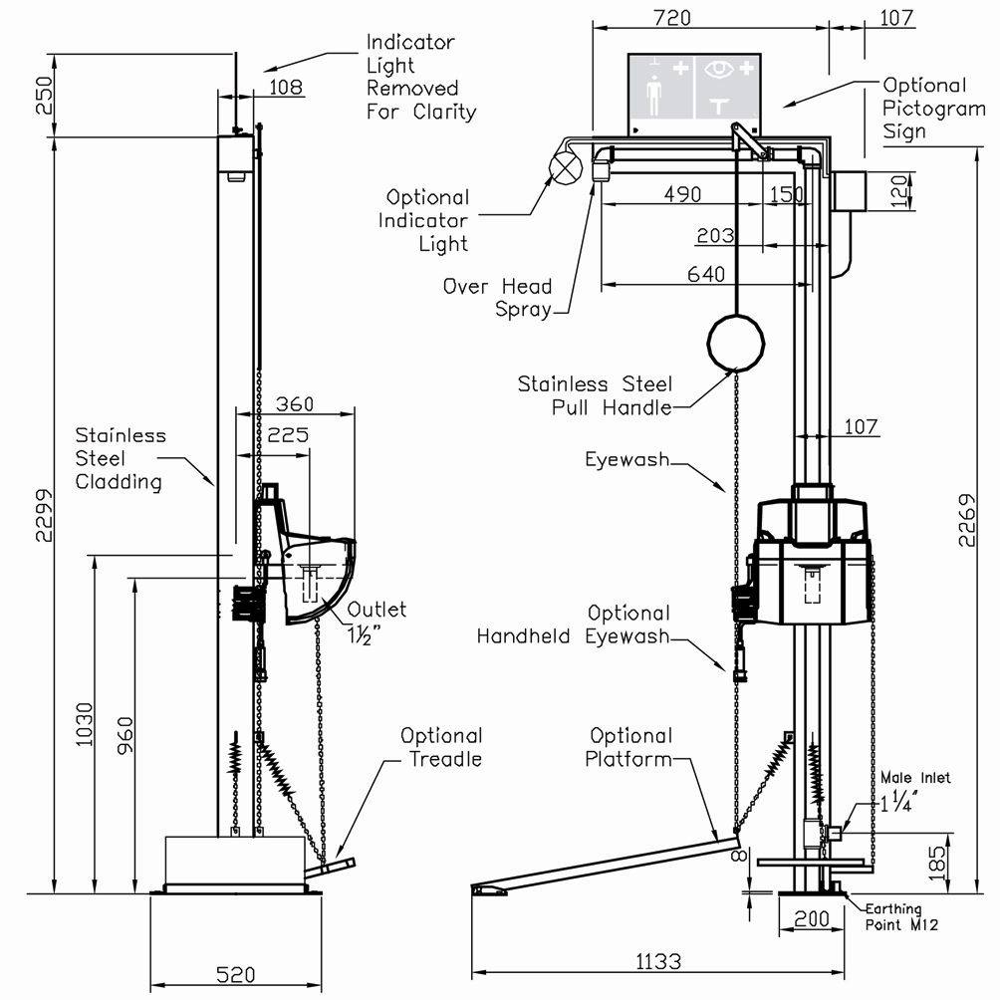 720
107
Indicator
Light
Removed
For Clarity
250
108
Optional
Pictogram
Sign
Optional
Indicator
Light
490
150
120
203
640
Over Head
Spray
Stainless Steel
Pull Handle
360
225
107
Stainless
Steel
Cladding
Eyewash
2299
2269
Outlet
1½"
Optional
Handheld Eyewash
1030
960
Optional
Treadle
Optional
Platform
Male Inlet
1¼"
8
185
Earthing
Point M12
200
520
1133